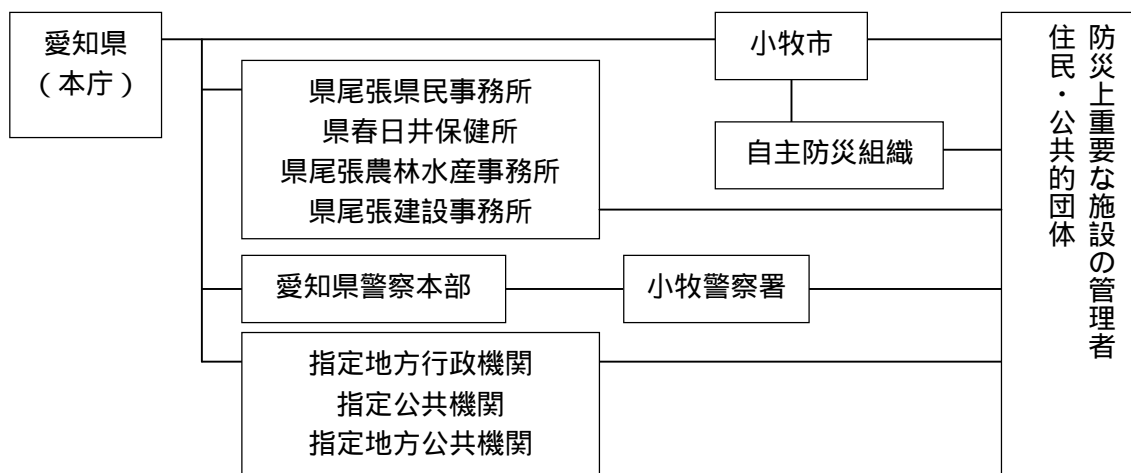 愛知県
（本庁）
小牧市
県尾張県民事務所
県春日井保健所
県尾張農林水産事務所
県尾張建設事務所
自主防災組織
愛知県警察本部
小牧警察署
指定地方行政機関
指定公共機関
指定地方公共機関
防災上重要な施設の管理者
住民・公共的団体